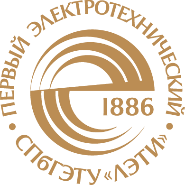 ПЕРВЫЙ ЭЛЕКТРОТЕХНИЧЕСКИЙ
1886
СПбГЭТУ «ЛЭТИ»